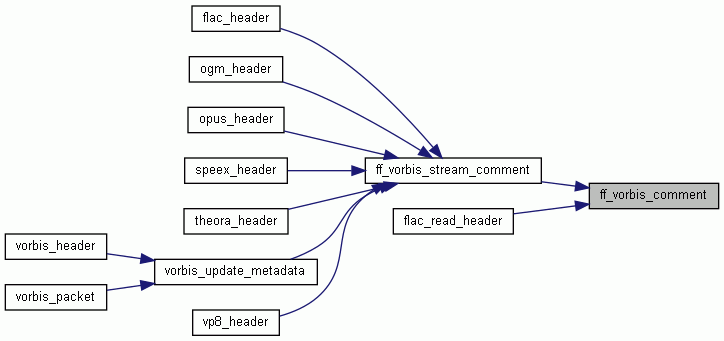 flac_header
ogm_header
opus_header
speex_header
ff_vorbis_stream_comment
ff_vorbis_comment
theora_header
flac_read_header
vorbis_header
vorbis_update_metadata
vorbis_packet
vp8_header